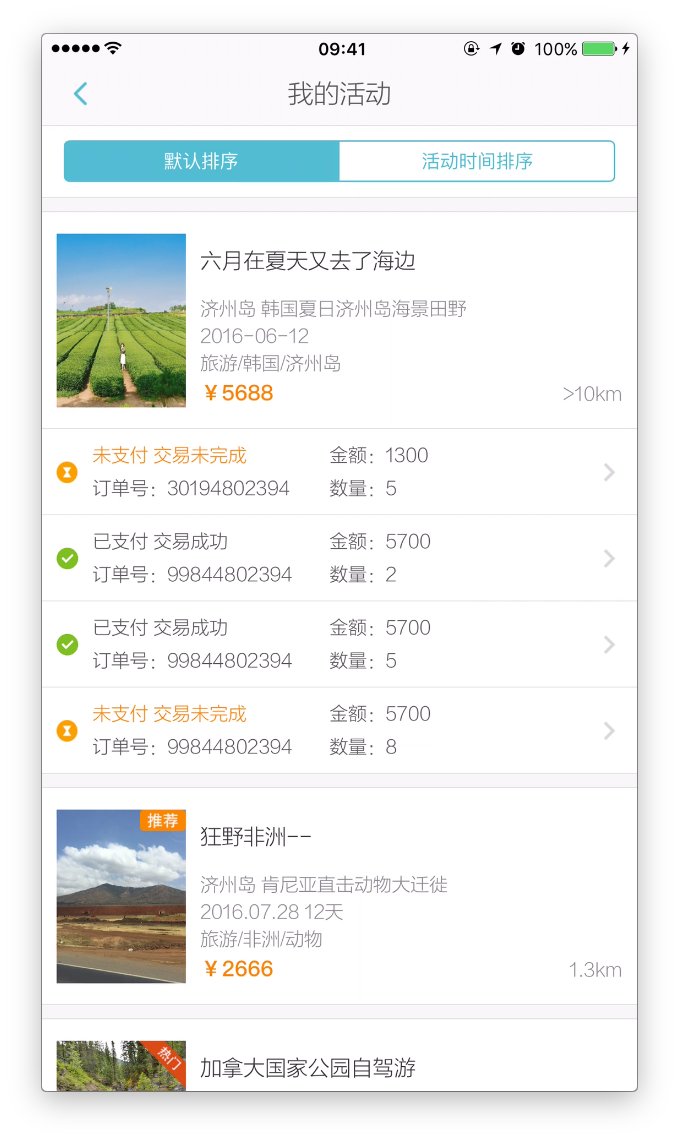 09:41
100%
我的活动
默认排序
活动时间排序
六月在夏天又去了海边
济州岛 韩国夏日济州岛海景田野
2016-06-12
旅游/韩国/济州岛
￥5688
>10km
未支付 交易未完成
金额：1300
订单号：30194802394
数量：5
已支付 交易成功
金额：5700
订单号：99844802394
数量：2
已支付 交易成功
金额：5700
订单号：99844802394
数量：5
未支付 交易未完成
金额：5700
订单号：99844802394
数量：8
推荐
狂野非洲--
济州岛 肯尼亚直击动物大迁徙
2016.07.28 12天
旅游/非洲/动物
￥2666
1.3km
热门
加拿大国家公园自驾游